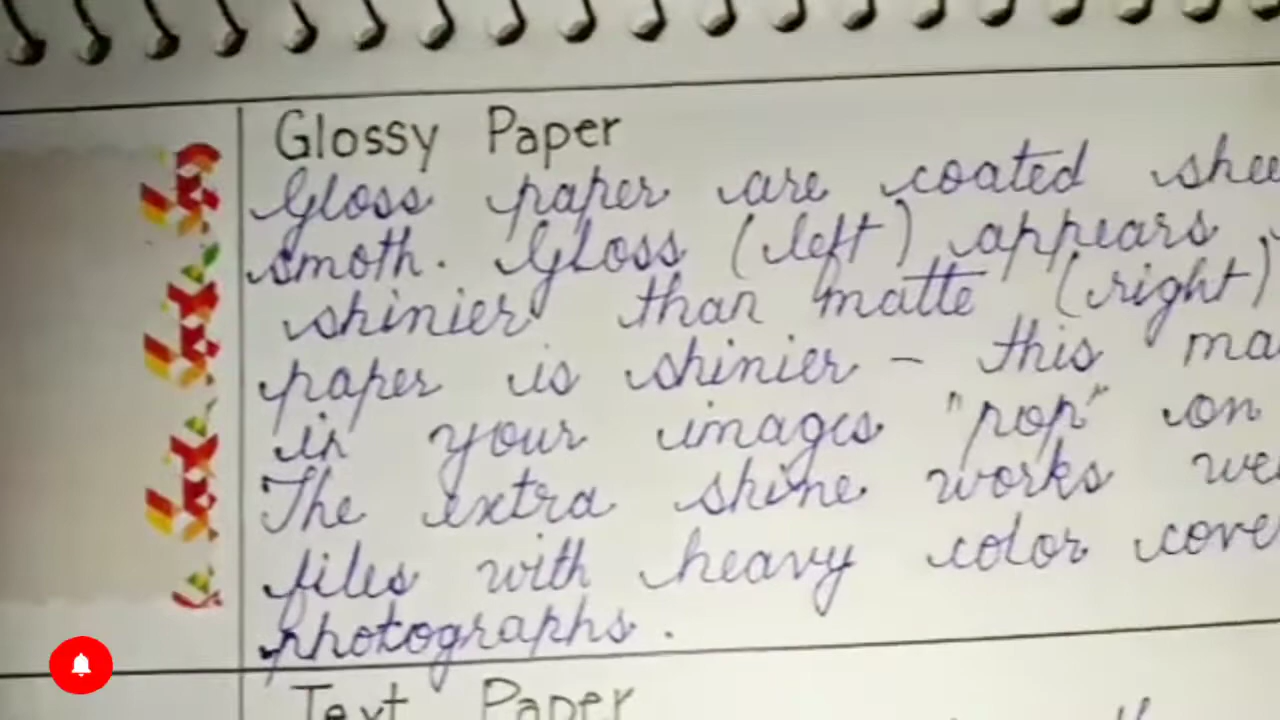 Glossy Paper
Gloss paper are coated shee
smoth. Gloss (left) appears
shinier than matte (right)
paper is shinier - this ma
in your images "pop" on
The extra shine works we
files with heavy color cove
photographs.
Text Paper